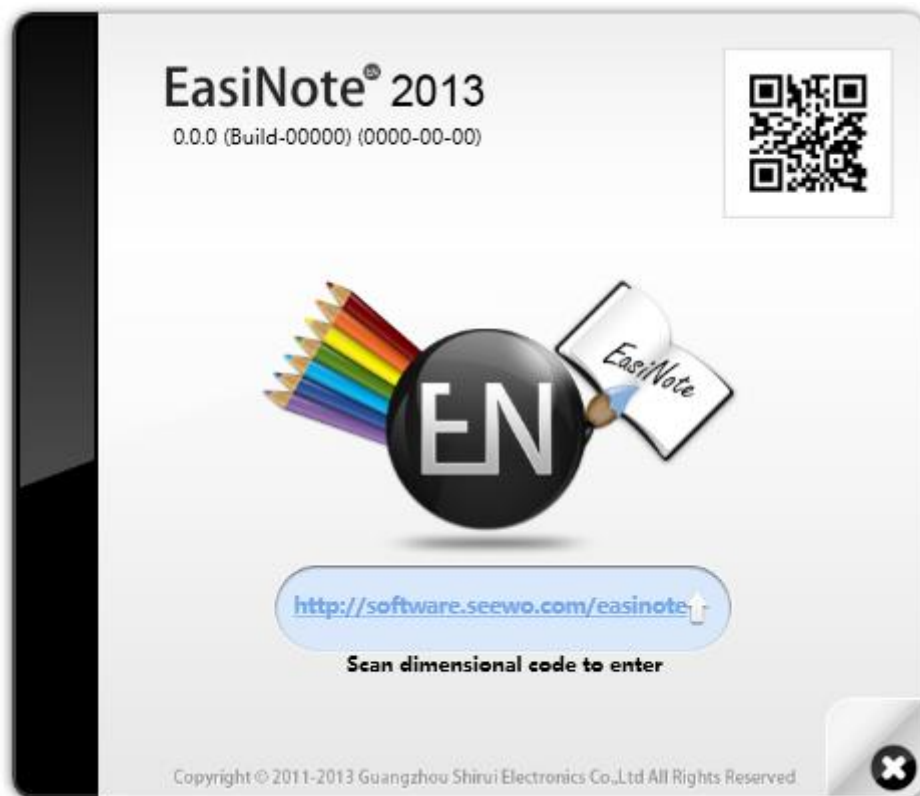 EasiNote® 2013
0.0.0 (Build-00000) (0000-00-00)
EasiNote
EN
http://software.seewo.com/easinote
Scan dimensional code to enter
Copyright © 2011-2013 Guangzhou Shirui Electronics Co.,Ltd All Rights Reserved